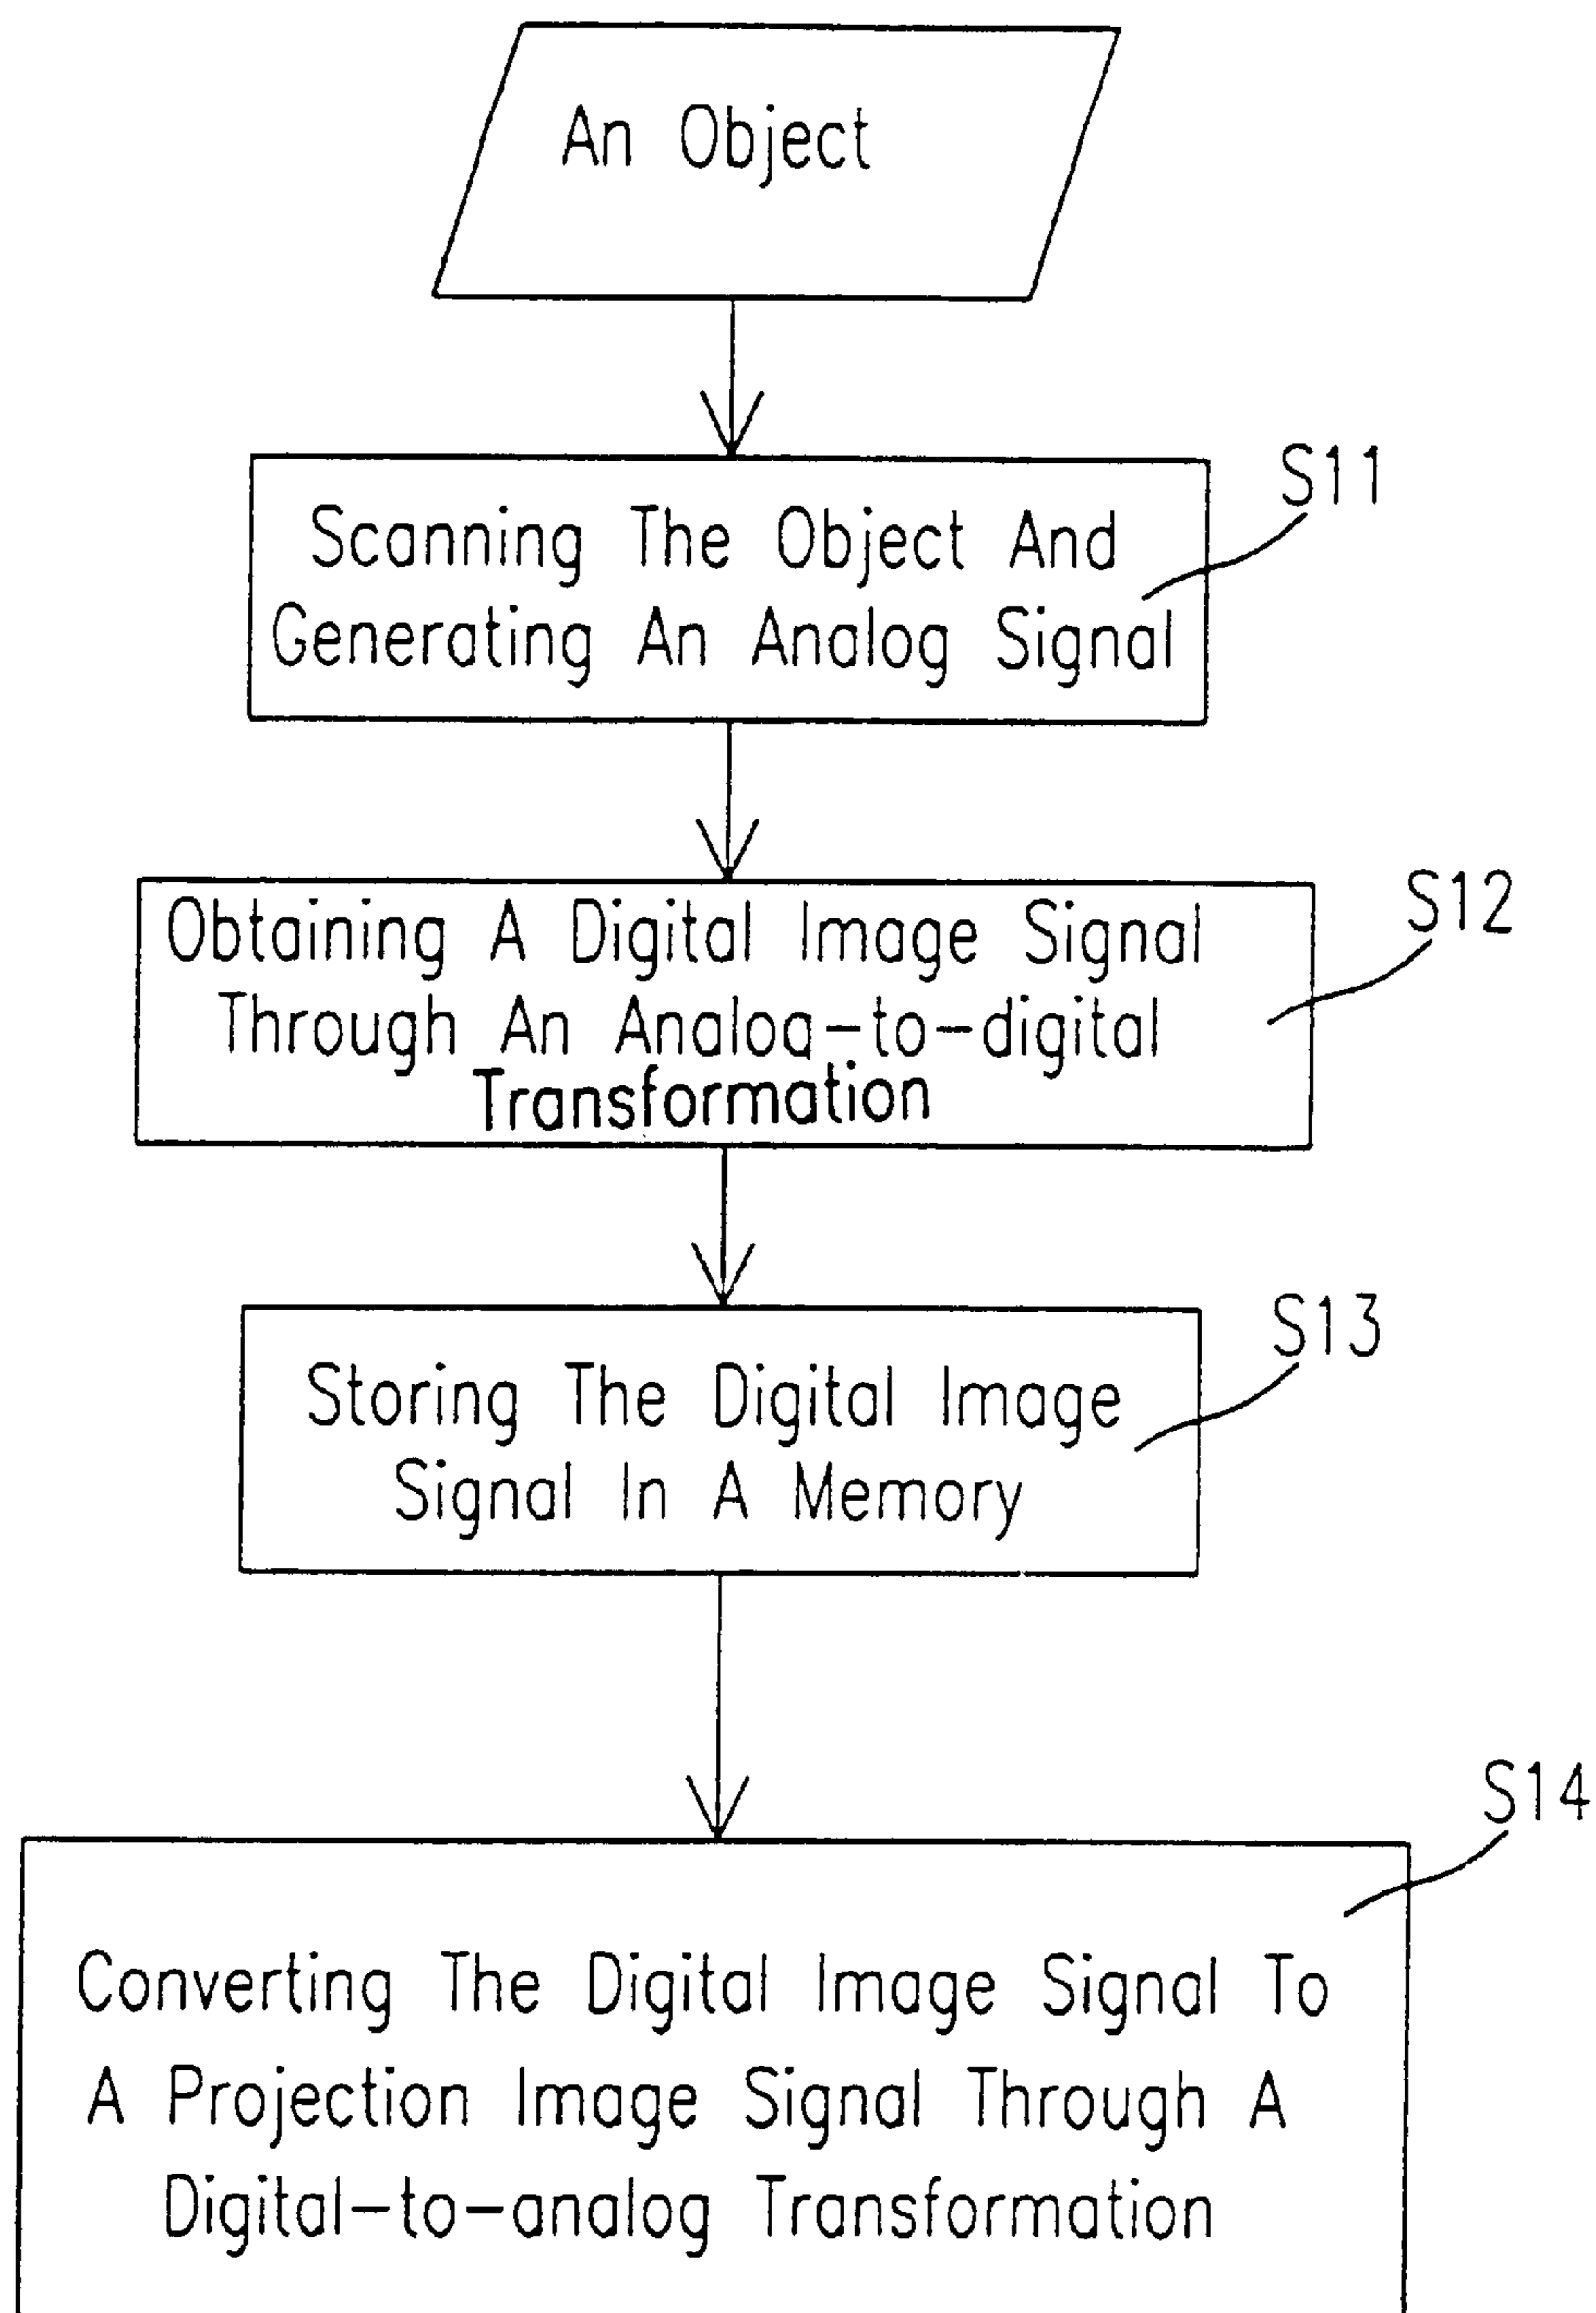 An Object
S11
Scanning The Object And
Generating An Analog Signal
S12
Obtaining A Digital Image Signal
Through An Analog-to-digital
Transformation
S13
Storing The Digital Image
Signal In A Memory
S14
Converting The Digital Image Signal To
A Projection Image Signal Through A
Digital-to-analog Transformation